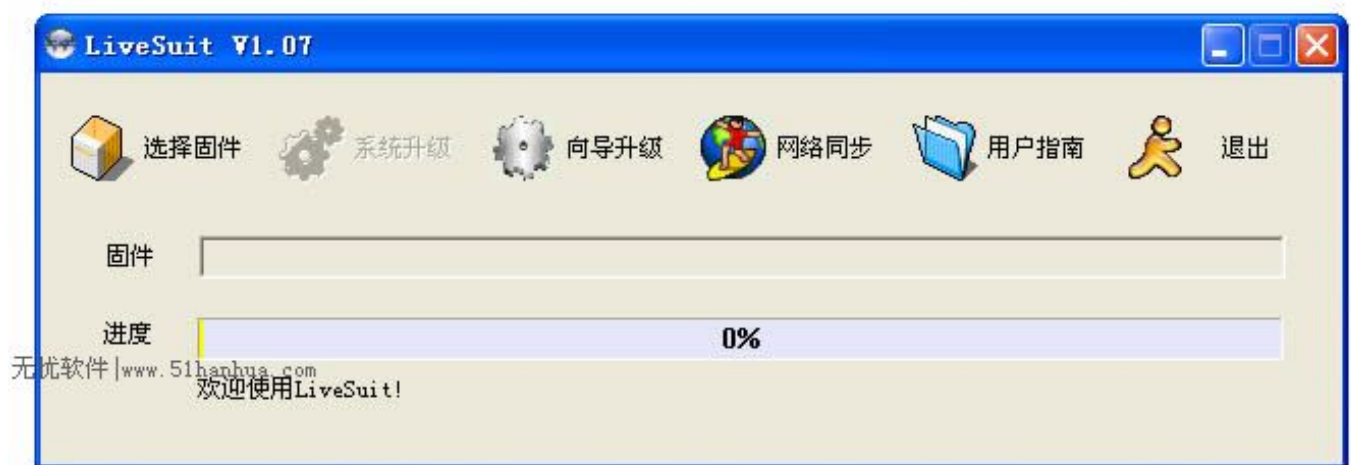 LiveSuit V1.07
选择固件 系统升级 向导升级 网络同步 用户指南 退出
固件
进度 0%
无忧软件|www.51hanhua.com
欢迎使用LiveSuit!